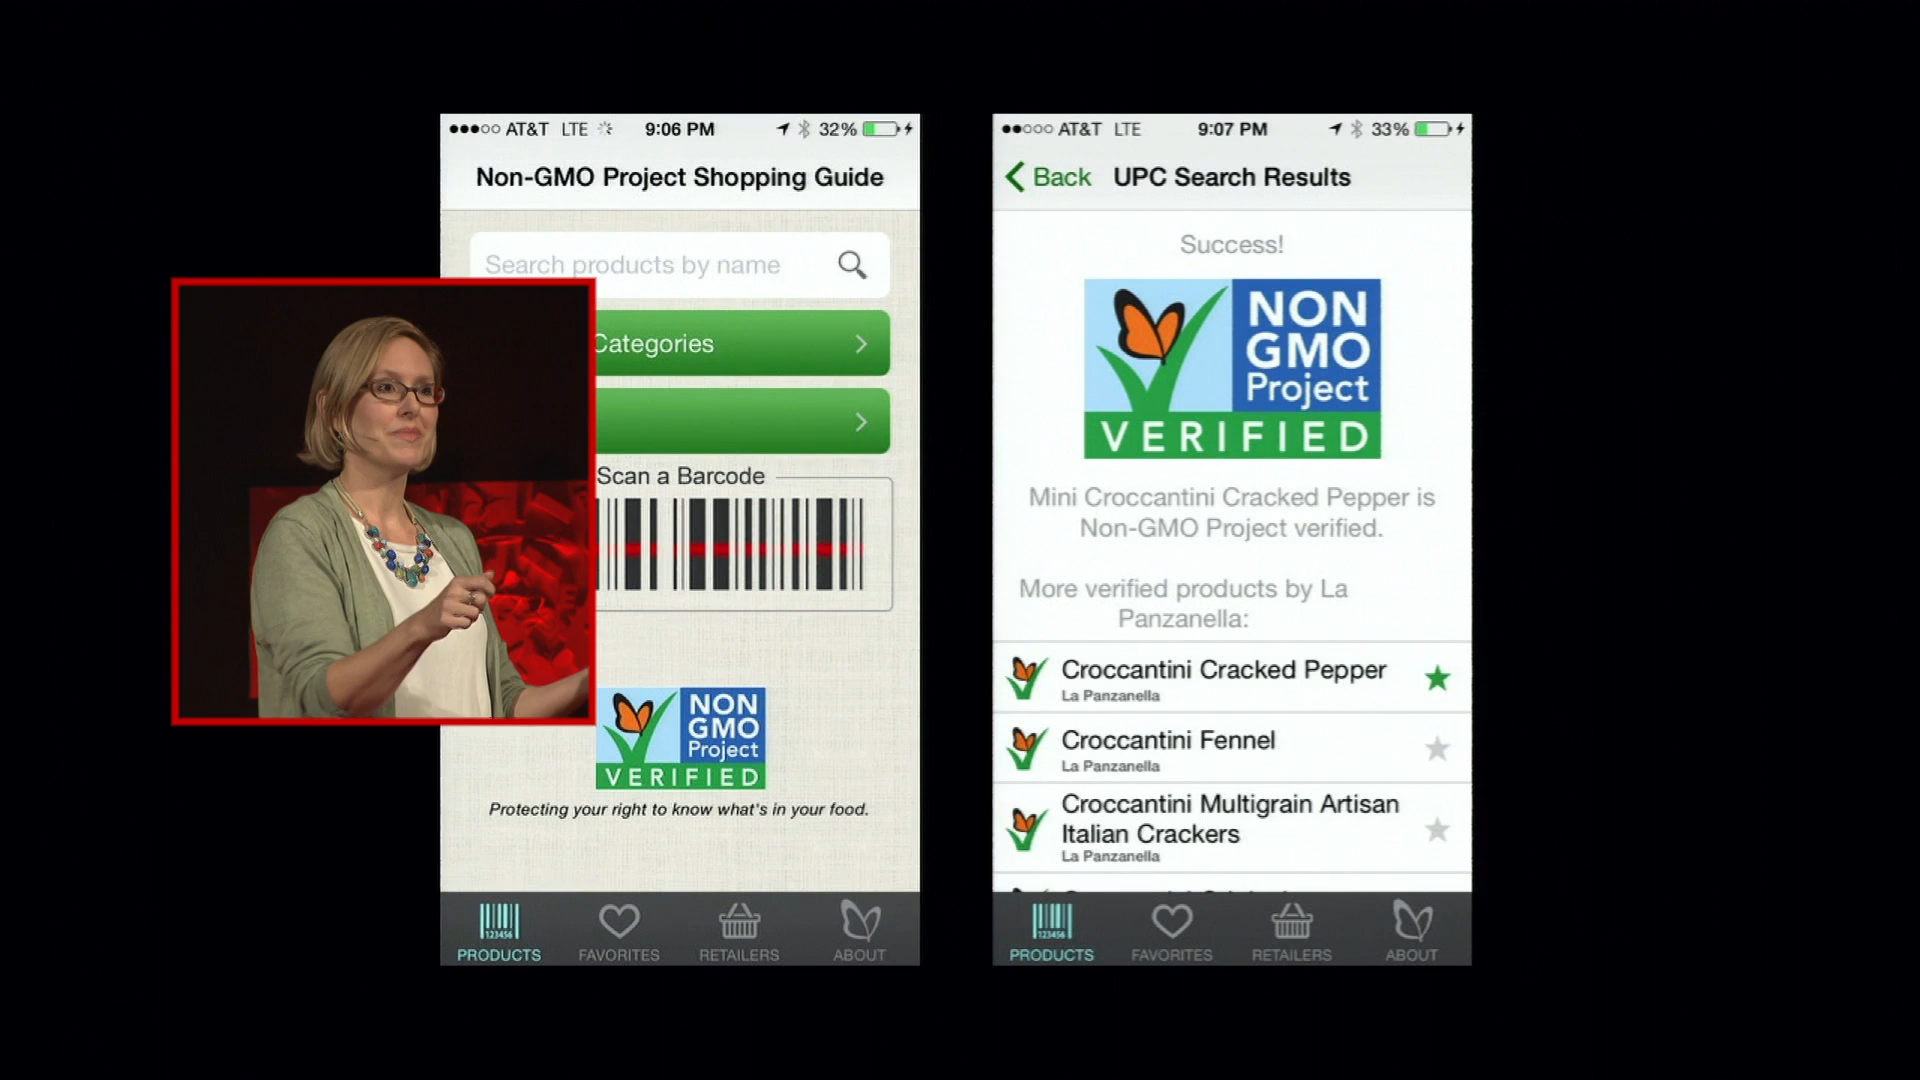 AT&T LTE 9:06 PM 32%
Non-GMO Project Shopping Guide
Search products by name
Categories
Scan a Barcode
NON
GMO
Project
VERIFIED
Protecting your right to know what's in your food.
123456
PRODUCTS FAVORITES RETAILERS ABOUT
AT&T LTE 9:07 PM 33%
Back UPC Search Results
Success!
NON
GMO
Project
VERIFIED
Mini Croccantini Cracked Pepper is
Non-GMO Project verified.
More verified products by La
Panzanella:
Croccantini Cracked Pepper
La Panzanella
Croccantini Fennel
La Panzanella
Croccantini Multigrain Artisan
Italian Crackers
La Panzanella
123456
PRODUCTS FAVORITES RETAILERS ABOUT